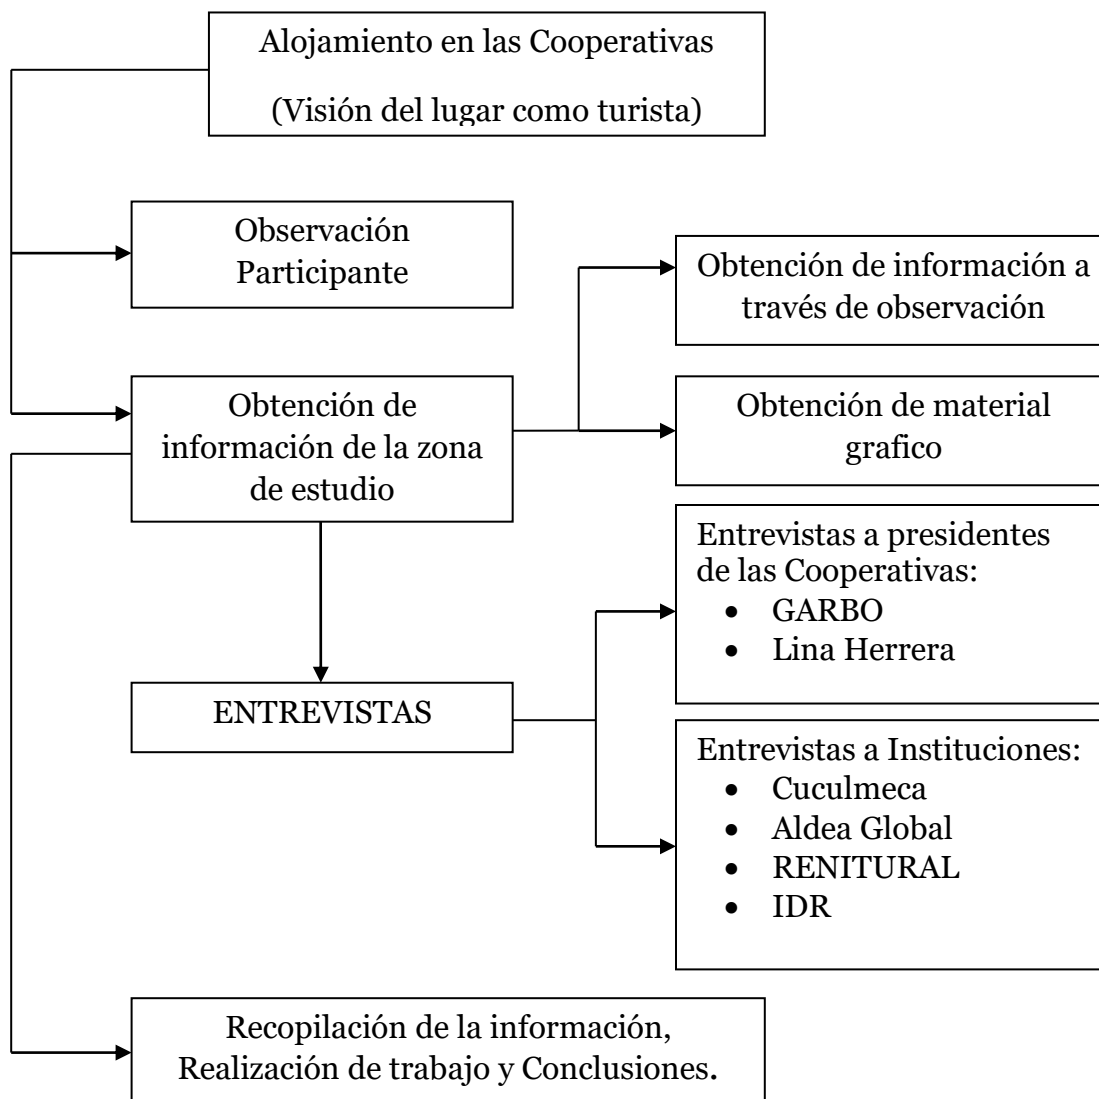 Alojamiento en las Cooperativas
(Visión del lugar como turista)
Observación
Participante
Obtención de información a
través de observación
Obtención de
información de la zona
de estudio
Obtención de material
grafico
Entrevistas a presidentes
de las Cooperativas:
• GARBO
• Lina Herrera
ENTREVISTAS
Entrevistas a Instituciones:
• Cuculmeca
• Aldea Global
• RENITURAL
• IDR
Recopilación de la información,
Realización de trabajo y Conclusiones.